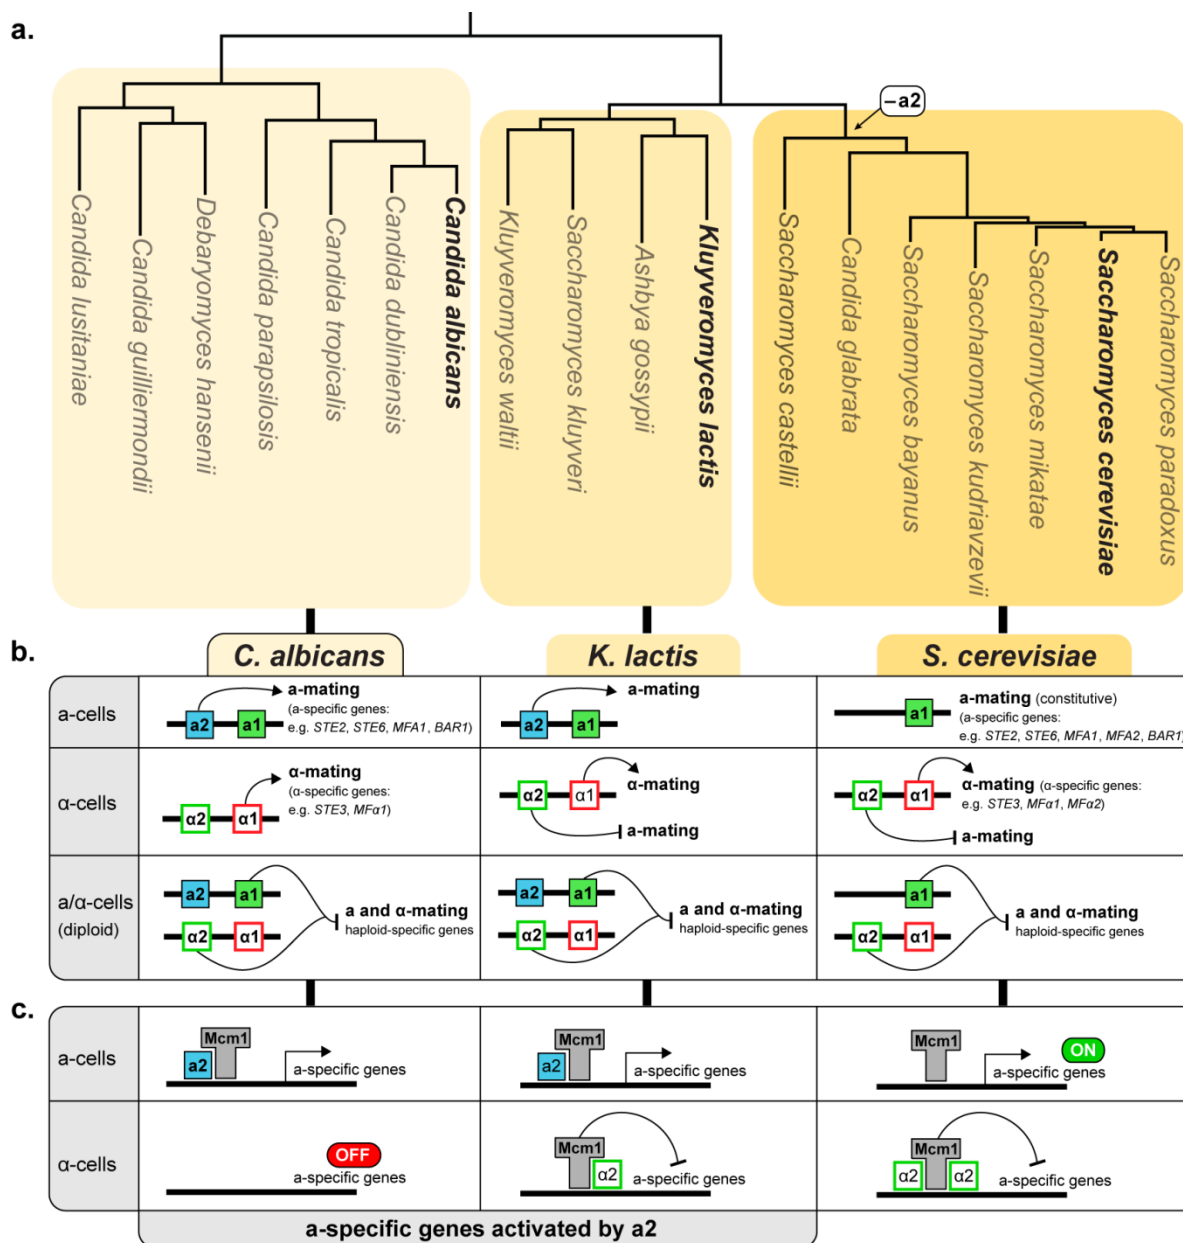 a.
–a2
Candida lusitaniae
Candida guilliermondii
Debaryomyces hansenii
Candida parapsilosis
Candida tropicalis
Candida dubliniensis
Candida albicans
Kluyveromyces waltii
Saccharomyces kluyveri
Ashbya gossypii
Kluyveromyces lactis
Saccharomyces castellii
Candida glabrata
Saccharomyces bayanus
Saccharomyces kudriavzevii
Saccharomyces mikatae
Saccharomyces cerevisiae
Saccharomyces paradoxus
b.
C. albicans
K. lactis
S. cerevisiae
a-cells
a2
a1
a-mating
(a-specific genes:
e.g. STE2, STE6, MFA1, BAR1)
a2
a1
a-mating
a1
a-mating (constitutive)
(a-specific genes:
e.g. STE2, STE6, MFA1, MFA2, BAR1)
α-cells
α2
α1
α-mating
(α-specific genes:
e.g. STE3, MFα1)
α2
α1
α-mating
a-mating
α2
α1
α-mating (α-specific genes:
e.g. STE3, MFα1, MFα2)
a-mating
a/α-cells
(diploid)
a2
a1
α2
α1
a and α-mating
haploid-specific genes
a2
a1
α2
α1
a and α-mating
haploid-specific genes
a1
α2
α1
a and α-mating
haploid-specific genes
c.
a-cells
Mcm1
a2
a-specific genes
Mcm1
a2
a-specific genes
Mcm1
ON
a-specific genes
α-cells
OFF
a-specific genes
Mcm1
α2
a-specific genes
Mcm1
α2
α2
a-specific genes
a-specific genes activated by a2